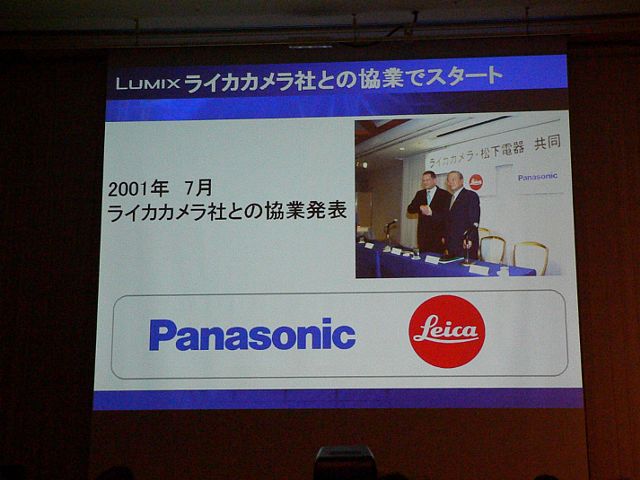 LUMIX ライカカメラ社との協業でスタート
2001年 7月
ライカカメラ社との協業発表
ライカカメラ・松下電器 共同
Leica
Panasonic
Panasonic
Leica